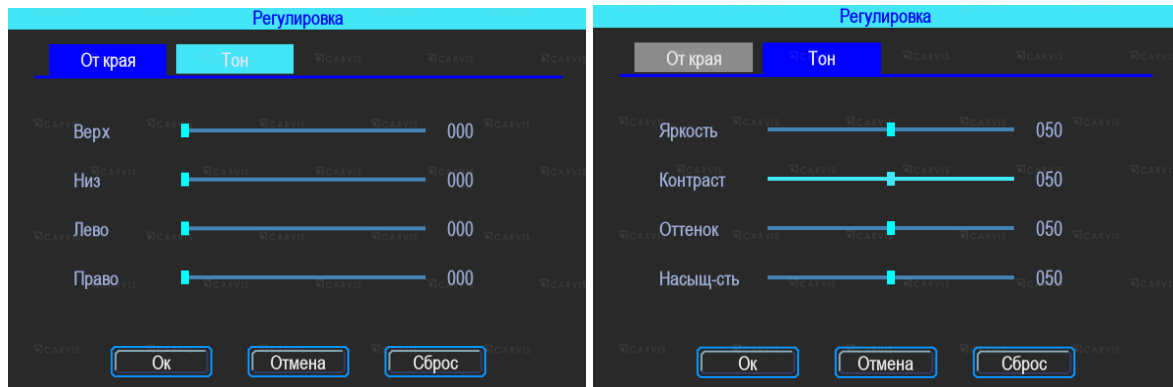 Регулировка
От края Тон
Верх 000
Низ 000
Лево 000
Право 000
Ок Отмена Сброс
Регулировка
От края Тон
Яркость 050
Контраст 050
Оттенок 050
Насыщ-сть 050
Ок Отмена Сброс
CARVIS